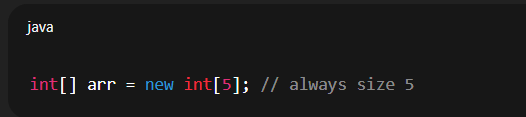 java
int[] arr = new int[5]; // always size 5